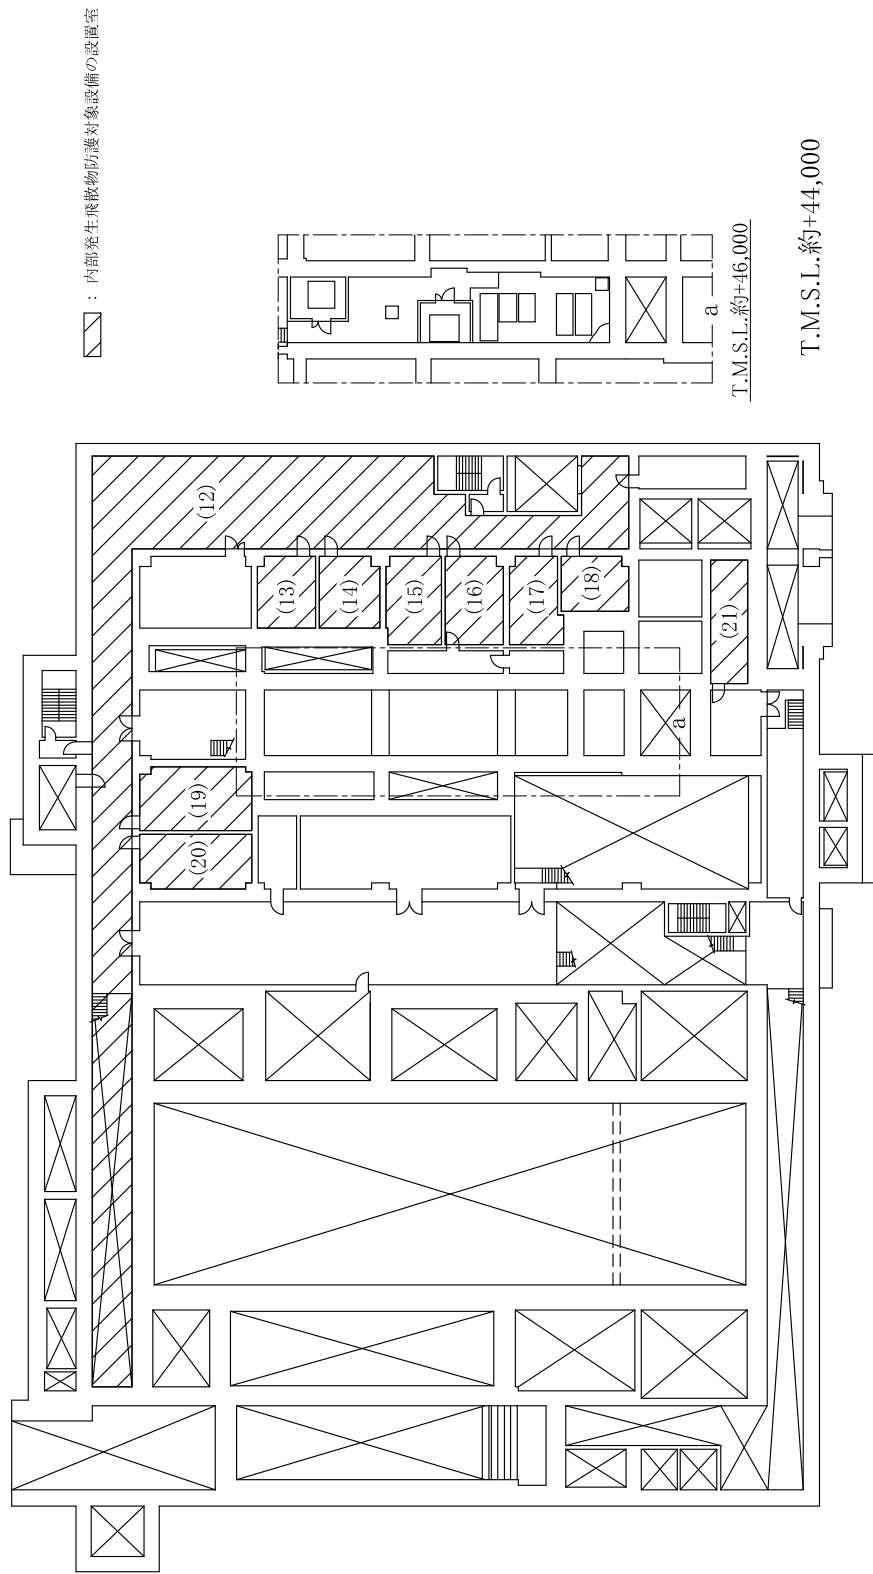 ：内部発生飛散物防護対象設備の設置室
(12)
(13)
(14)
(15)
(16)
(17)
(18)
(19)
(20)
(21)
a
a
T.M.S.L.約+46,000
T.M.S.L.約+44,000